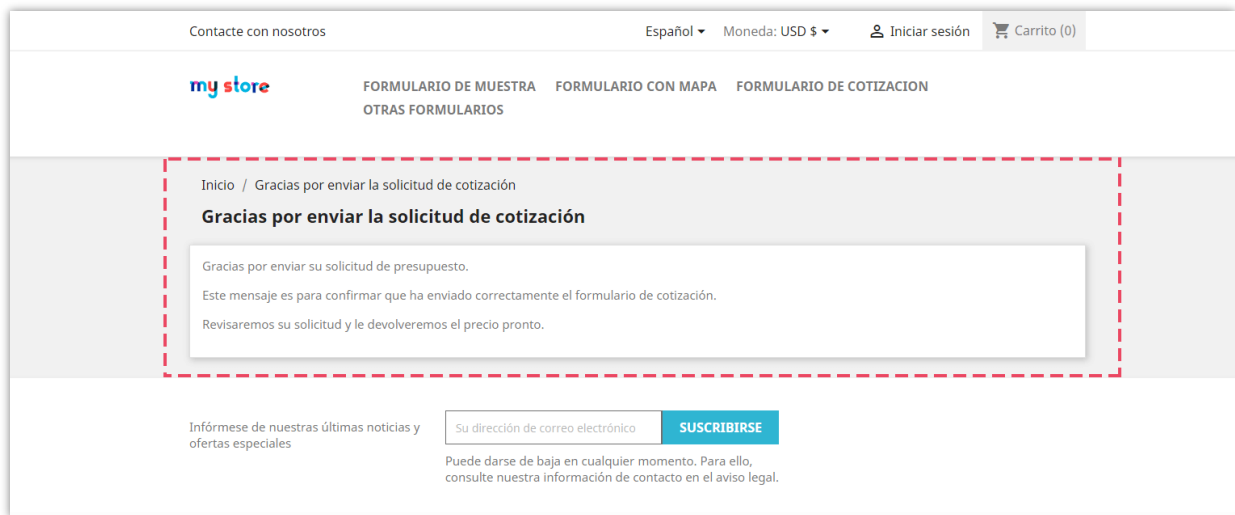 Contacte con nosotros
Español
Moneda: USD $
Iniciar sesión
Carrito (0)
my store
FORMULARIO DE MUESTRA
FORMULARIO CON MAPA
FORMULARIO DE COTIZACION
OTRAS FORMULARIOS
Inicio / Gracias por enviar la solicitud de cotización
Gracias por enviar la solicitud de cotización
Gracias por enviar su solicitud de presupuesto.
Este mensaje es para confirmar que ha enviado correctamente el formulario de cotización.
Revisaremos su solicitud y le devolveremos el precio pronto.
Infórmese de nuestras últimas noticias y
ofertas especiales
Su dirección de correo electrónico
SUSCRIBIRSE
Puede darse de baja en cualquier momento. Para ello,
consulte nuestra información de contacto en el aviso legal.